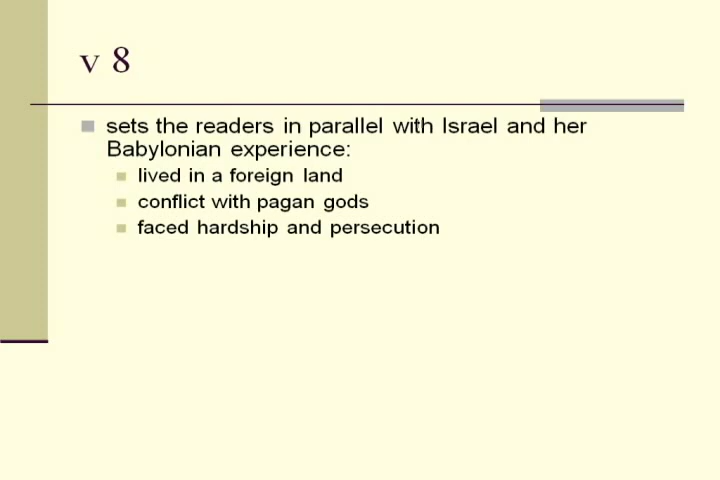 v 8
sets the readers in parallel with Israel and her
Babylonian experience:
lived in a foreign land
conflict with pagan gods
faced hardship and persecution